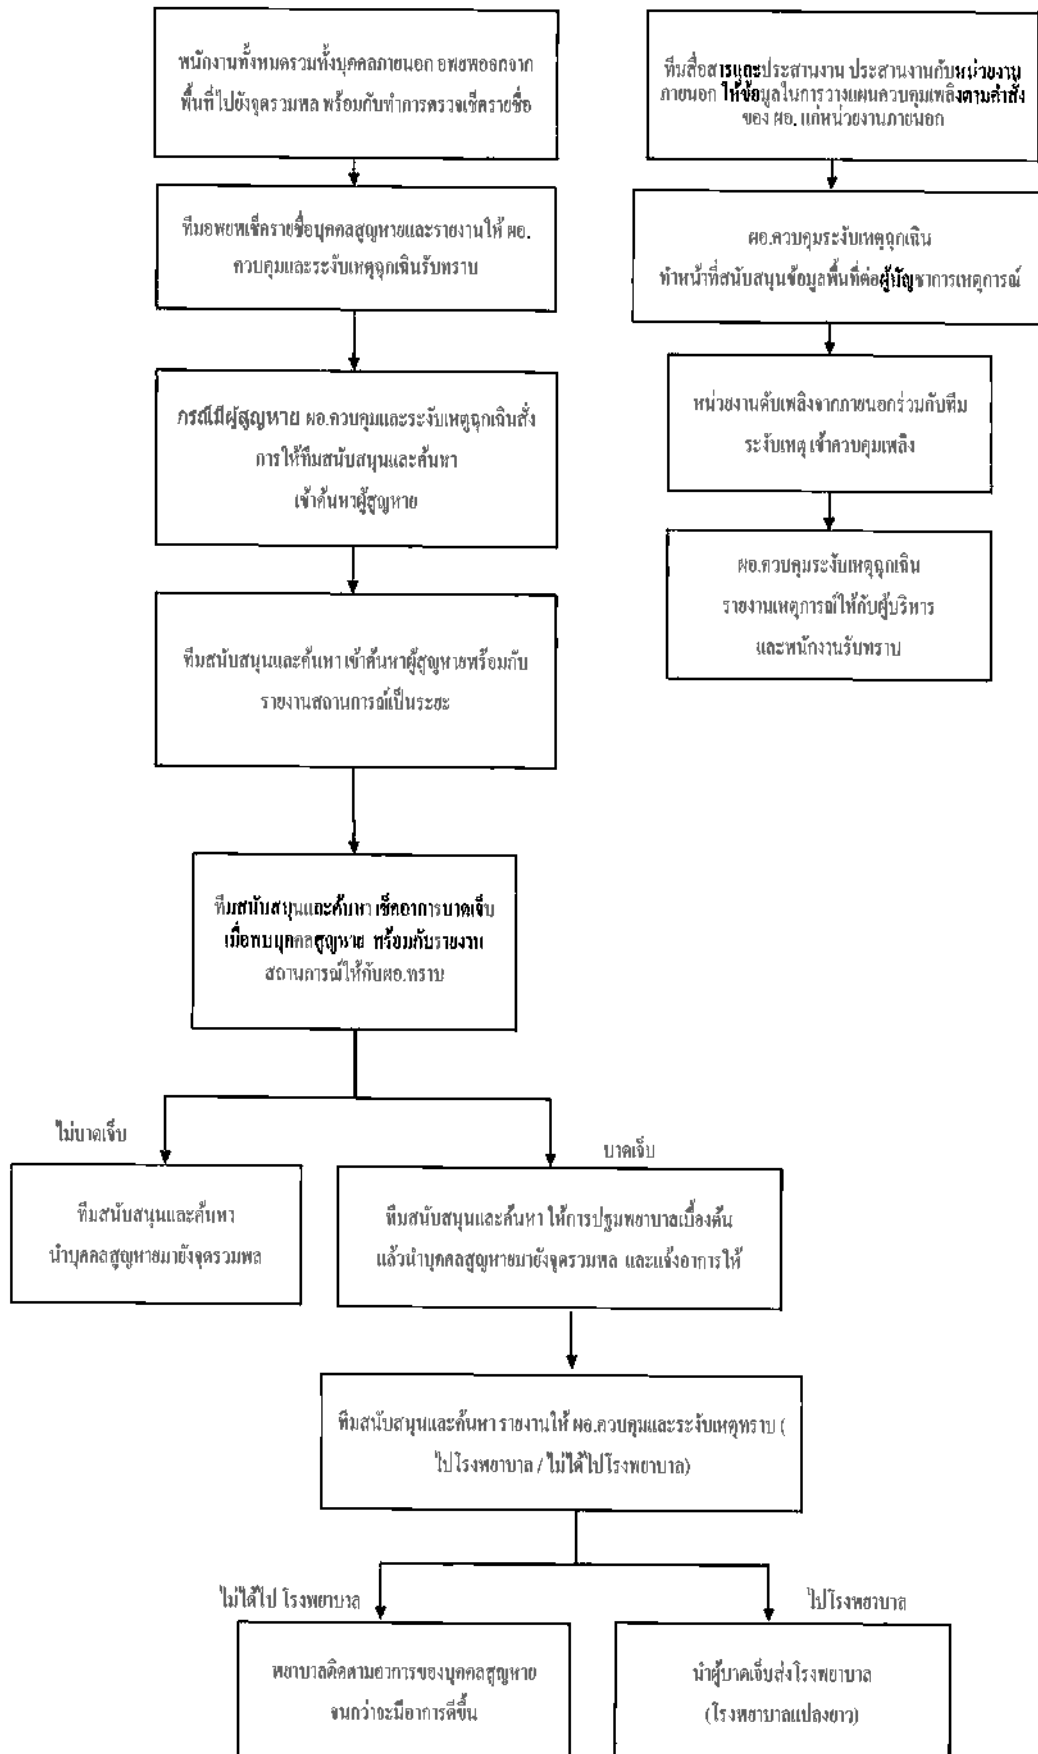 พนักงานทั้งหมดรวมทั้งบุคคลภายนอก อพยพออกจาก
พื้นที่ไปยังจุดรวมพล พร้อมกับทำการตรวจเช็ครายชื่อ
ทีมอพยพเช็ครายชื่อบุคคลสูญหายและรายงานให้ ผอ.
ควบคุมและระงับเหตุฉุกเฉินรับทราบ
กรณีมีผู้สูญหาย ผอ.ควบคุมและระงับเหตุฉุกเฉินสั่ง
การให้ทีมสนับสนุนและค้นหา
เข้าค้นหาผู้สูญหาย
ทีมสนับสนุนและค้นหา เข้าค้นหาผู้สูญหายพร้อมกับ
รายงานสถานการณ์เป็นระยะ
ทีมสื่อสารและประสานงาน ประสานงานกับหน่วยงาน
ภายนอก ให้ข้อมูลในการวางแผนควบคุมเพลิงตามคำสั่ง
ของ ผอ. แก่หน่วยงานภายนอก
ผอ.ควบคุมระงับเหตุฉุกเฉิน
ทำหน้าที่สนับสนุนข้อมูลพื้นที่ต่อผู้บัญชาการเหตุการณ์
หน่วยงานดับเพลิงจากภายนอกร่วมกับทีม
ระงับเหตุ เข้าควบคุมเพลิง
ผอ.ควบคุมระงับเหตุฉุกเฉิน
รายงานเหตุการณ์ให้กับผู้บริหาร
และพนักงานรับทราบ
ทีมสนับสนุนและค้นหา เช็คอาการบาดเจ็บ
เมื่อพบบุคคลสูญหาย พร้อมกับรายงาน
สถานการณ์ให้กับผอ.ทราบ
ไม่บาดเจ็บ
บาดเจ็บ
ทีมสนับสนุนและค้นหา
นำบุคคลสูญหายมายังจุดรวมพล
ทีมสนับสนุนและค้นหา ให้การปฐมพยาบาลเบื้องต้น
แล้วนำบุคคลสูญหายมายังจุดรวมพล และแจ้งอาการให้
ทีมสนับสนุนและค้นหา รายงานให้ ผอ.ควบคุมและระงับเหตุทราบ (
ไปโรงพยาบาล / ไม่ได้ไปโรงพยาบาล)
ไม่ได้ไป โรงพยาบาล
ไปโรงพยาบาล
พยาบาลติดตามอาการของบุคคลสูญหาย
จนกว่าจะมีอาการดีขึ้น
นำผู้บาดเจ็บส่งโรงพยาบาล
(โรงพยาบาลแปลงยาว)